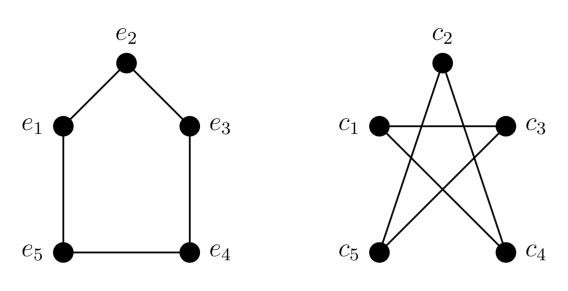 e₂ c₂
e₁ e₃ c₁ c₃
e₅ e₄ c₅ c₄